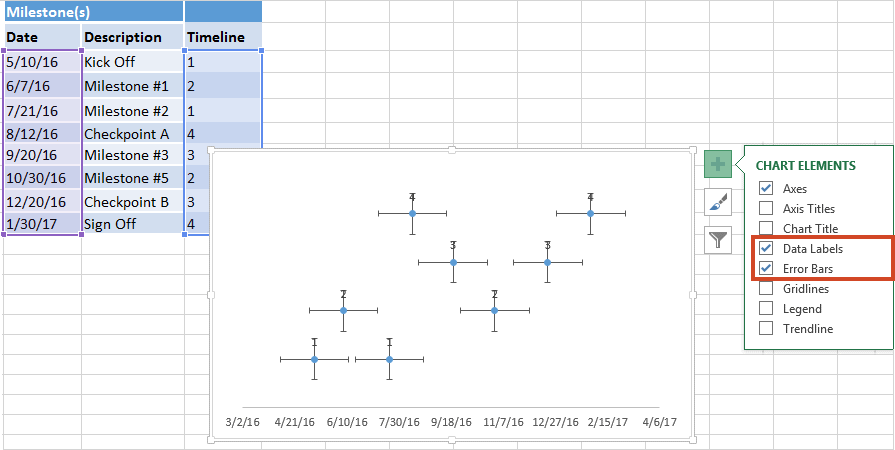 Milestone(s)
Date Description Timeline
5/10/16 Kick Off 1
6/7/16 Milestone #1 2
7/21/16 Milestone #2 1
8/12/16 Checkpoint A 4
9/20/16 Milestone #3 3
10/30/16 Milestone #5 2
12/20/16 Checkpoint B 3
1/30/17 Sign Off 4
4 4
3 3
2 2
1 1
3/2/16 4/21/16 6/10/16 7/30/16 9/18/16 11/7/16 12/27/16 2/15/17 4/6/17
CHART ELEMENTS
Axes
Axis Titles
Chart Title
Data Labels
Error Bars
Gridlines
Legend
Trendline